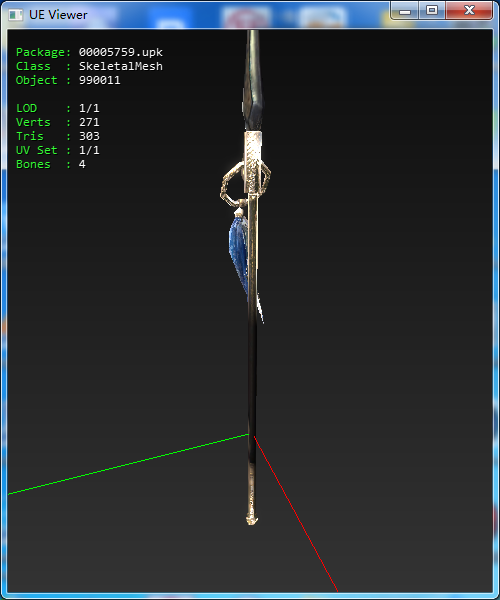 UE Viewer
Package: 00005759.upk
Class : SkeletalMesh
Object : 990011
LOD : 1/1
Verts : 271
Tris : 303
UV Set : 1/1
Bones : 4